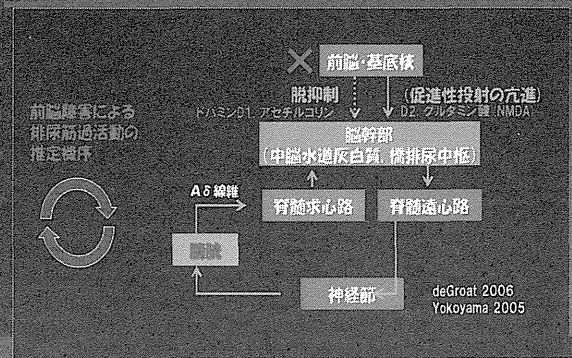 前脳・基底核
脱抑制
(促進性投射の亢進)
ドパミンD1, アセチルコリン
D2, グルタミン酸 NMDA
前脳障害による
排尿筋過活動の
推定機序
脳幹部
(中脳水道灰白質, 橋排尿中枢)
Aδ線維
脊髄求心路
脊髄遠心路
膀胱
神経節
deGroat 2006
Yokoyama 2005